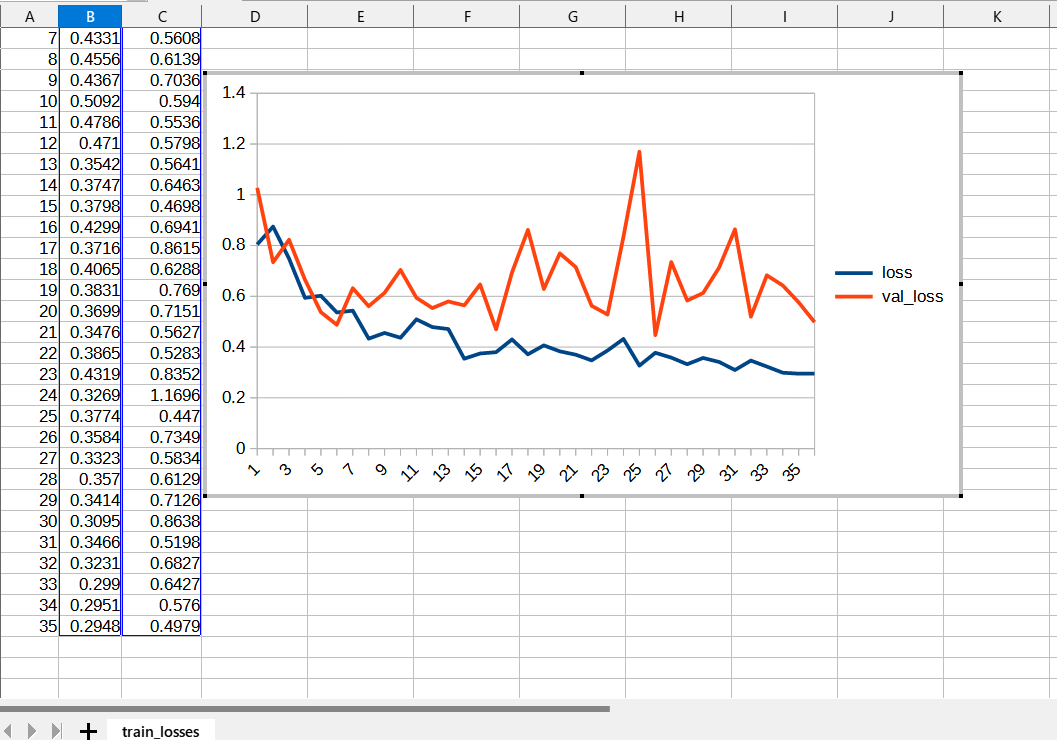 A B C D E F G H I J K
7 0.4331 0.5608
8 0.4556 0.6139
9 0.4367 0.7036
10 0.5092 0.594
11 0.4786 0.5536
12 0.471 0.5798
13 0.3542 0.5641
14 0.3747 0.6463
15 0.3798 0.4698
16 0.4299 0.6941
17 0.3716 0.8615
18 0.4065 0.6288
19 0.3831 0.769
20 0.3699 0.7151
21 0.3476 0.5627
22 0.3865 0.5283
23 0.4319 0.8352
24 0.3269 1.1696
25 0.3774 0.447
26 0.3584 0.7349
27 0.3323 0.5834
28 0.357 0.6129
29 0.3414 0.7126
30 0.3095 0.8638
31 0.3466 0.5198
32 0.3231 0.6827
33 0.299 0.6427
34 0.2951 0.576
35 0.2948 0.4979
1.4
1.2
1
0.8
0.6
0.4
0.2
0
1 3 5 7 9 11 13 15 17 19 21 23 25 27 29 31 33 35
loss
val_loss
train_losses